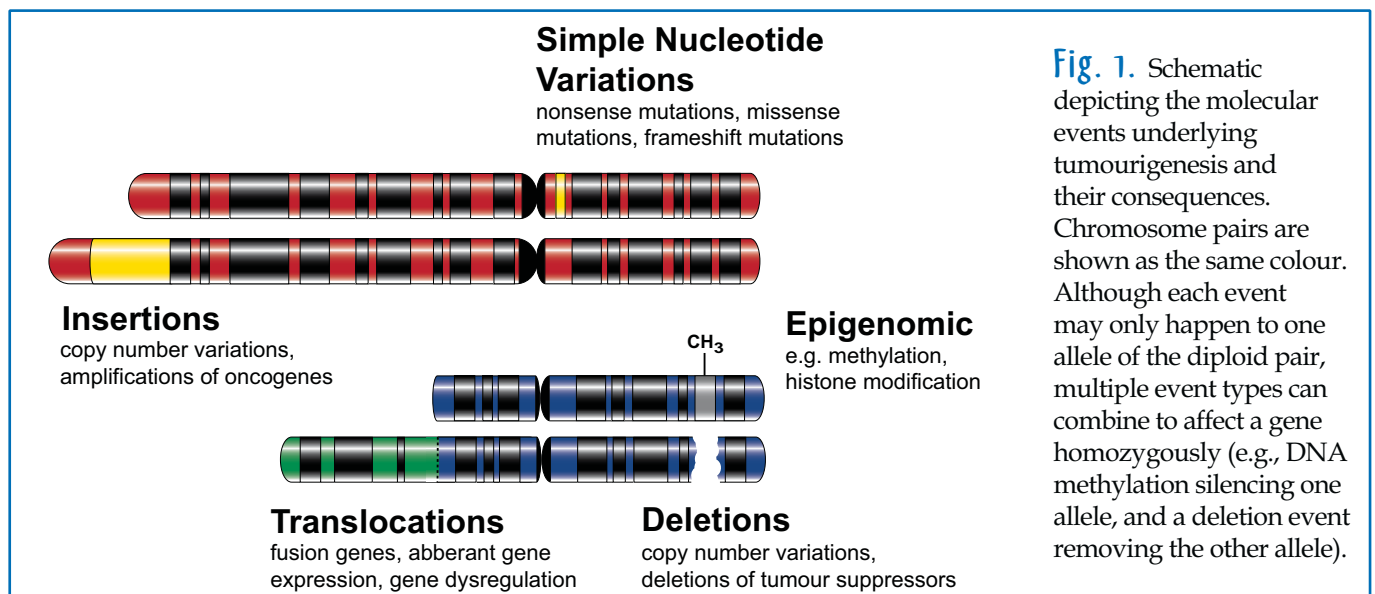 Simple Nucleotide
Variations
nonsense mutations, missense
mutations, frameshift mutations
Insertions
copy number variations,
amplifications of oncogenes
Epigenomic
e.g. methylation,
histone modification
CH3
Translocations
fusion genes, abberant gene
expression, gene dysregulation
Deletions
copy number variations,
deletions of tumour suppressors
Fig. 1. Schematic
depicting the molecular
events underlying
tumourigenesis and
their consequences.
Chromosome pairs are
shown as the same colour.
Although each event
may only happen to one
allele of the diploid pair,
multiple event types can
combine to affect a gene
homozygously (e.g., DNA
methylation silencing one
allele, and a deletion event
removing the other allele).